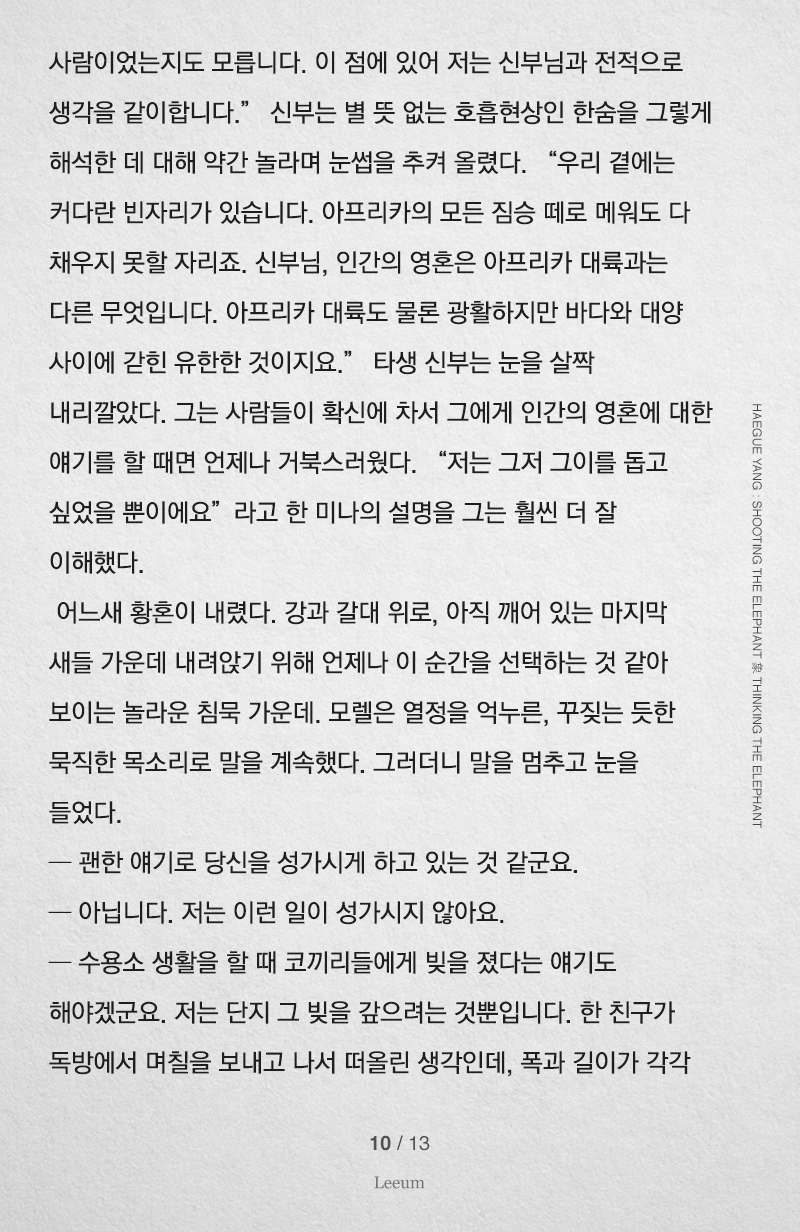 사람이었는지도 모릅니다. 이 점에 있어 저는 신부님과 전적으로
생각을 같이합니다.” 신부는 별 뜻 없는 호흡현상인 한숨을 그렇게
해석한 데 대해 약간 놀라며 눈썹을 추켜 올렸다. “우리 곁에는
커다란 빈자리가 있습니다. 아프리카의 모든 짐승 떼로 메워도 다
채우지 못할 자리죠. 신부님, 인간의 영혼은 아프리카 대륙과는
다른 무엇입니다. 아프리카 대륙도 물론 광활하지만 바다와 대양
사이에 갇힌 유한한 것이지요.” 타생 신부는 눈을 살짝
내리깔았다. 그는 사람들이 확신에 차서 그에게 인간의 영혼에 대한
얘기를 할 때면 언제나 거북스러웠다. “저는 그저 그이를 돕고
싶었을 뿐이에요” 라고 한 미나의 설명을 그는 훨씬 더 잘
이해했다.
어느새 황혼이 내렸다. 강과 갈대 위로, 아직 깨어 있는 마지막
새들 가운데 내려앉기 위해 언제나 이 순간을 선택하는 것 같아
보이는 놀라운 침묵 가운데. 모렐은 열정을 억누른, 꾸짖는 듯한
묵직한 목소리로 말을 계속했다. 그러더니 말을 멈추고 눈을
들었다.
― 괜한 얘기로 당신을 성가시게 하고 있는 것 같군요.
― 아닙니다. 저는 이런 일이 성가시지 않아요.
― 수용소 생활을 할 때 코끼리들에게 빚을 졌다는 얘기도
해야겠군요. 저는 단지 그 빚을 갚으려는 것뿐입니다. 한 친구가
독방에서 며칠을 보내고 나서 떠올린 생각인데, 폭과 길이가 각각
HAEGUE YANG : SHOOTING THE ELEPHANT 象 THINKING THE ELEPHANT
10 / 13
Leeum